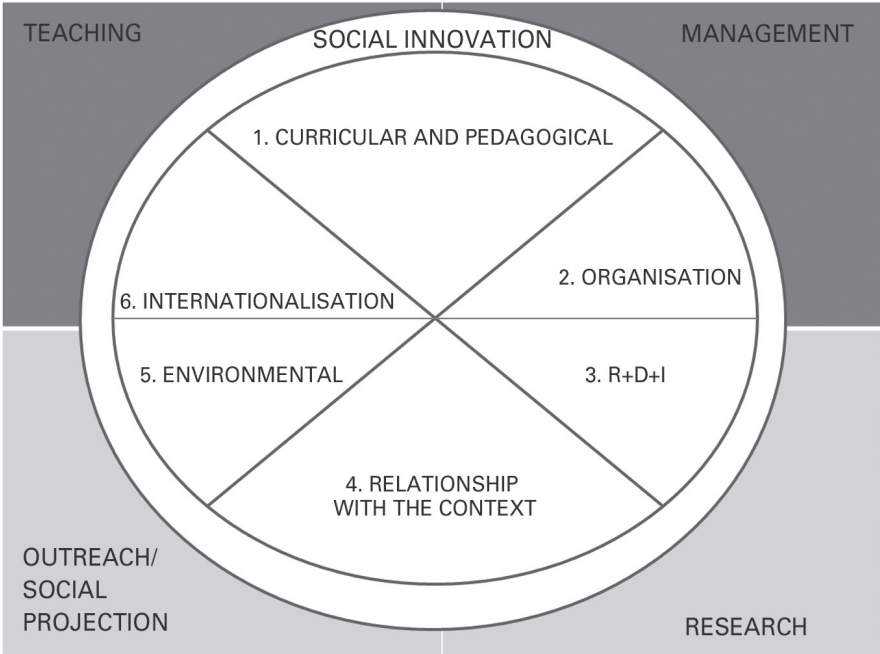 TEACHING
SOCIAL INNOVATION
MANAGEMENT
1. CURRICULAR AND PEDAGOGICAL
2. ORGANISATION
6. INTERNATIONALISATION
5. ENVIRONMENTAL
3. R+D+I
4. RELATIONSHIP
WITH THE CONTEXT
OUTREACH/
SOCIAL
PROJECTION
RESEARCH